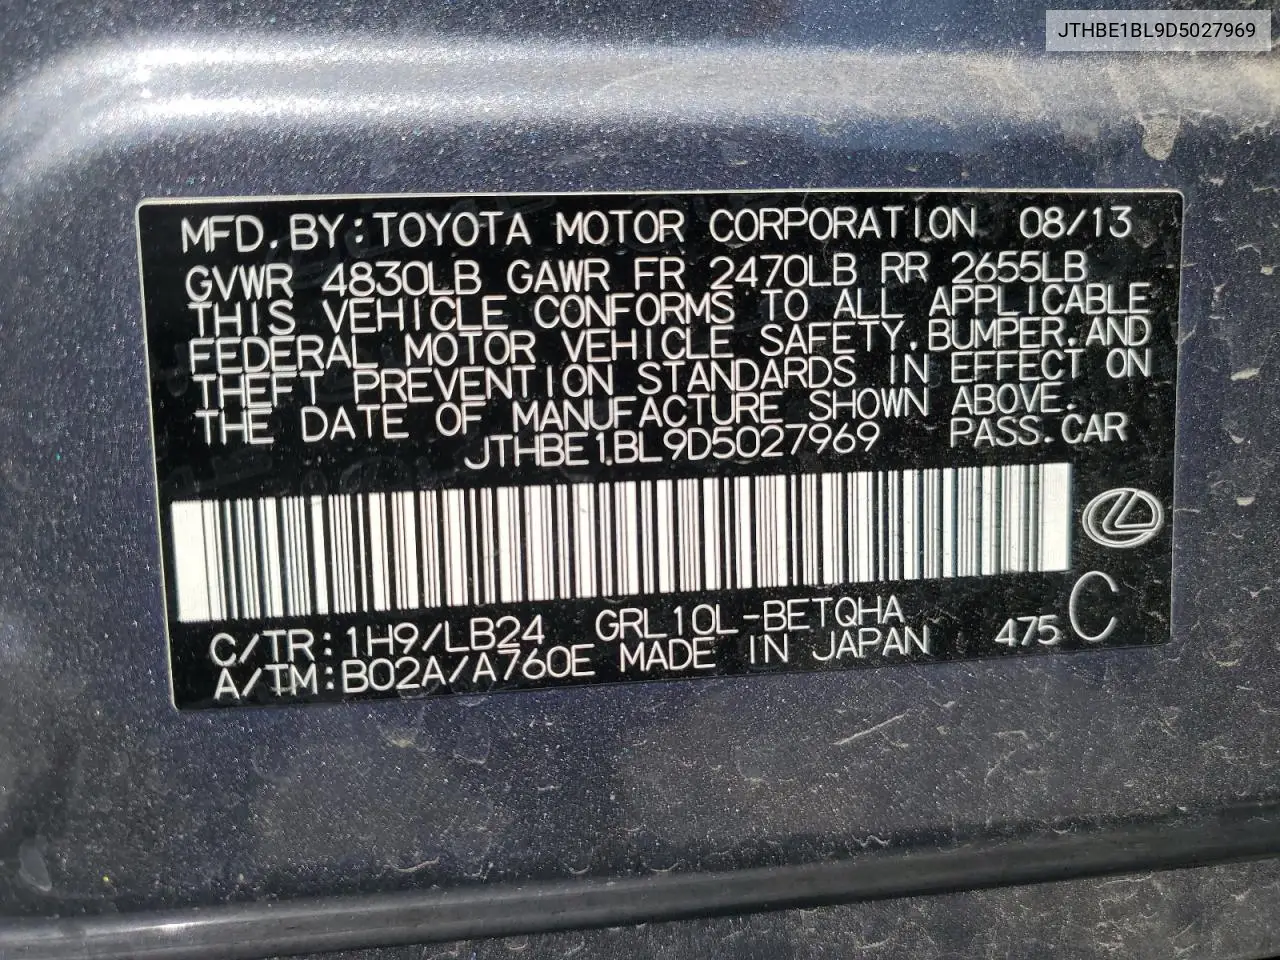 JTHBE1BL9D5027969
MFD. BY: TOYOTA MOTOR CORPORATION 08/13
GVWR 4830LB GAWR FR 2470LB RR 2655LB
THIS VEHICLE CONFORMS TO ALL APPLICABLE
FEDERAL MOTOR VEHICLE SAFETY, BUMPER, AND
THEFT PREVENTION STANDARDS IN EFFECT ON
THE DATE OF MANUFACTURE SHOWN ABOVE.
JTHBE1BL9D5027969 PASS. CAR
C/TR: 1H9/LB24 GRL10L-BETQHA 475 C
A/TM: B02A/A760E MADE IN JAPAN